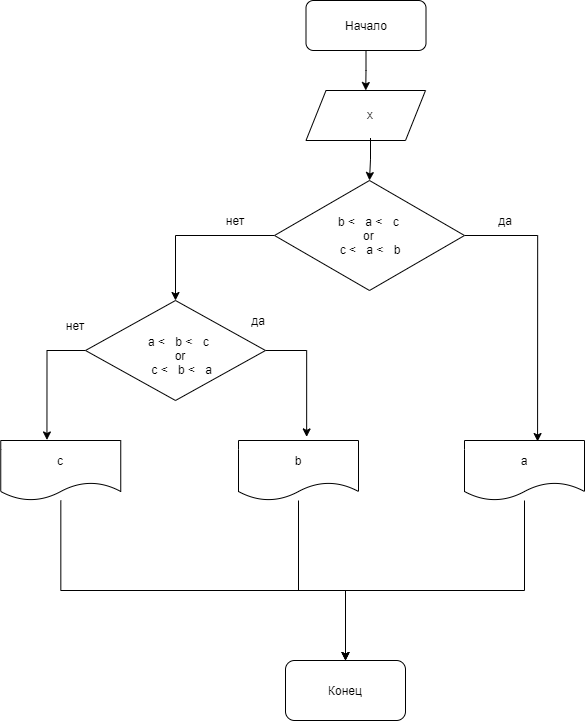 Начало
x
нет
b < a < c
or
c < a < b
да
нет
a < b < c
or
c < b < a
да
c
b
a
Конец